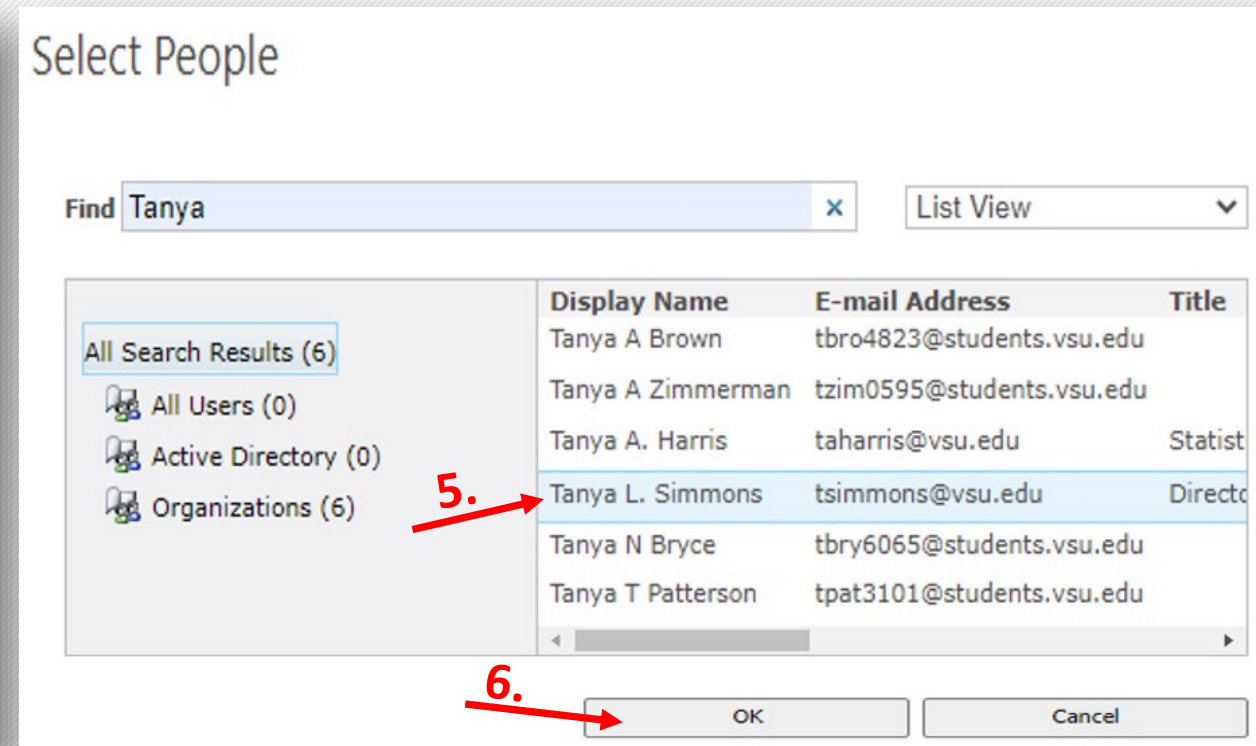 Select People
Find Tanya × List View
All Search Results (6)
All Users (0)
Active Directory (0)
Organizations (6)
Display Name E-mail Address Title
Tanya A Brown tbro4823@students.vsu.edu
Tanya A Zimmerman tzim0595@students.vsu.edu
Tanya A. Harris taharris@vsu.edu Statist
5. Tanya L. Simmons tsimmons@vsu.edu Directo
Tanya N Bryce tbry6065@students.vsu.edu
Tanya T Patterson tpat3101@students.vsu.edu
6. OK Cancel